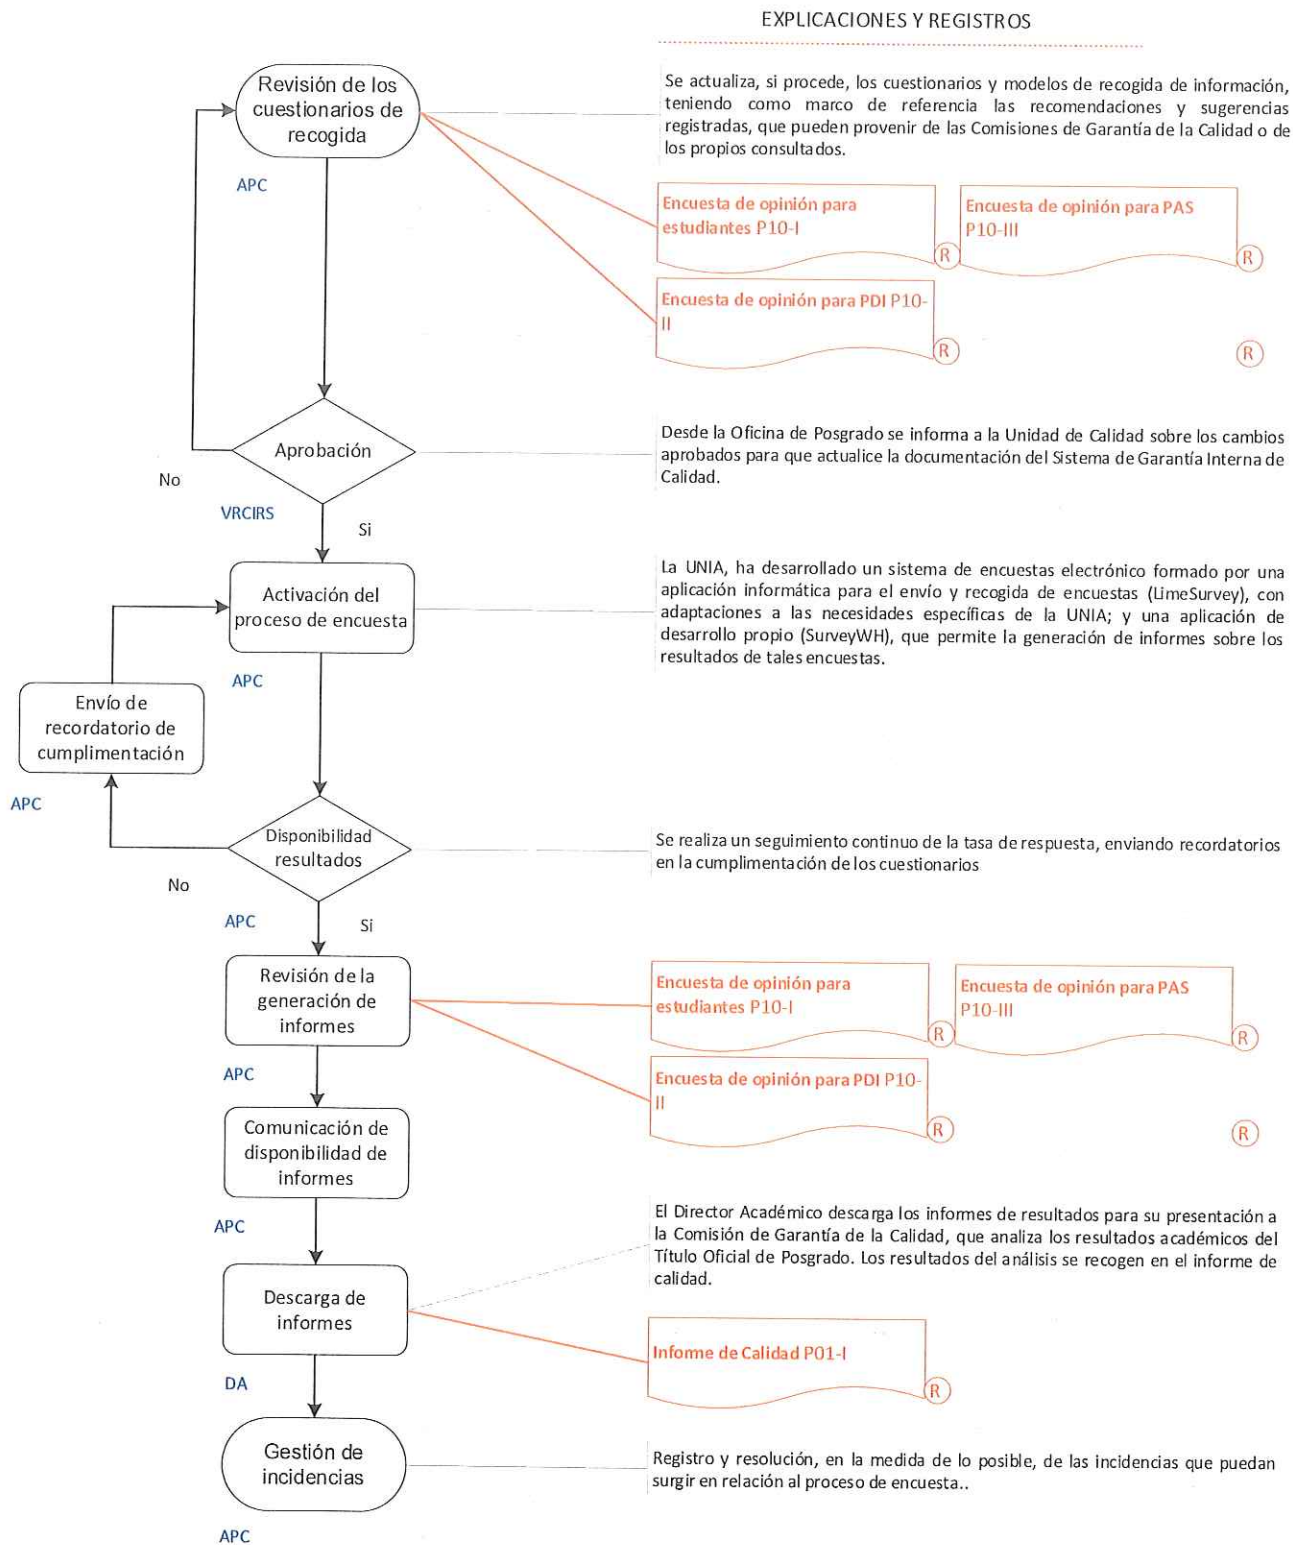 EXPLICACIONES Y REGISTROS
Revisión de los
cuestionarios de
recogida
APC
Se actualiza, si procede, los cuestionarios y modelos de recogida de información,
teniendo como marco de referencia las recomendaciones y sugerencias
registradas, que pueden provenir de las Comisiones de Garantía de la Calidad o de
los propios consultados.
Encuesta de opinión para
estudiantes P10-I
R
Encuesta de opinión para PAS
P10-III
R
Encuesta de opinión para PDI P10-
II
R
R
Aprobación
No
VRCIRS
Si
Desde la Oficina de Posgrado se informa a la Unidad de Calidad sobre los cambios
aprobados para que actualice la documentación del Sistema de Garantía Interna de
Calidad.
Activación del
proceso de encuesta
APC
La UNIA, ha desarrollado un sistema de encuestas electrónico formado por una
aplicación informática para el envío y recogida de encuestas (LimeSurvey), con
adaptaciones a las necesidades específicas de la UNIA; y una aplicación de
desarrollo propio (SurveyWH), que permite la generación de informes sobre los
resultados de tales encuestas.
Envío de
recordatorio de
cumplimentación
APC
Disponibilidad
resultados
No
APC
Si
Se realiza un seguimiento continuo de la tasa de respuesta, enviando recordatorios
en la cumplimentación de los cuestionarios
Revisión de la
generación de
informes
APC
Encuesta de opinión para
estudiantes P10-I
R
Encuesta de opinión para PAS
P10-III
R
Encuesta de opinión para PDI P10-
II
R
R
Comunicación de
disponibilidad de
informes
APC
El Director Académico descarga los informes de resultados para su presentación a
la Comisión de Garantía de la Calidad, que analiza los resultados académicos del
Título Oficial de Posgrado. Los resultados del análisis se recogen en el informe de
calidad.
Descarga de
informes
DA
Informe de Calidad P01-I
R
Gestión de
incidencias
APC
Registro y resolución, en la medida de lo posible, de las incidencias que puedan
surgir en relación al proceso de encuesta..